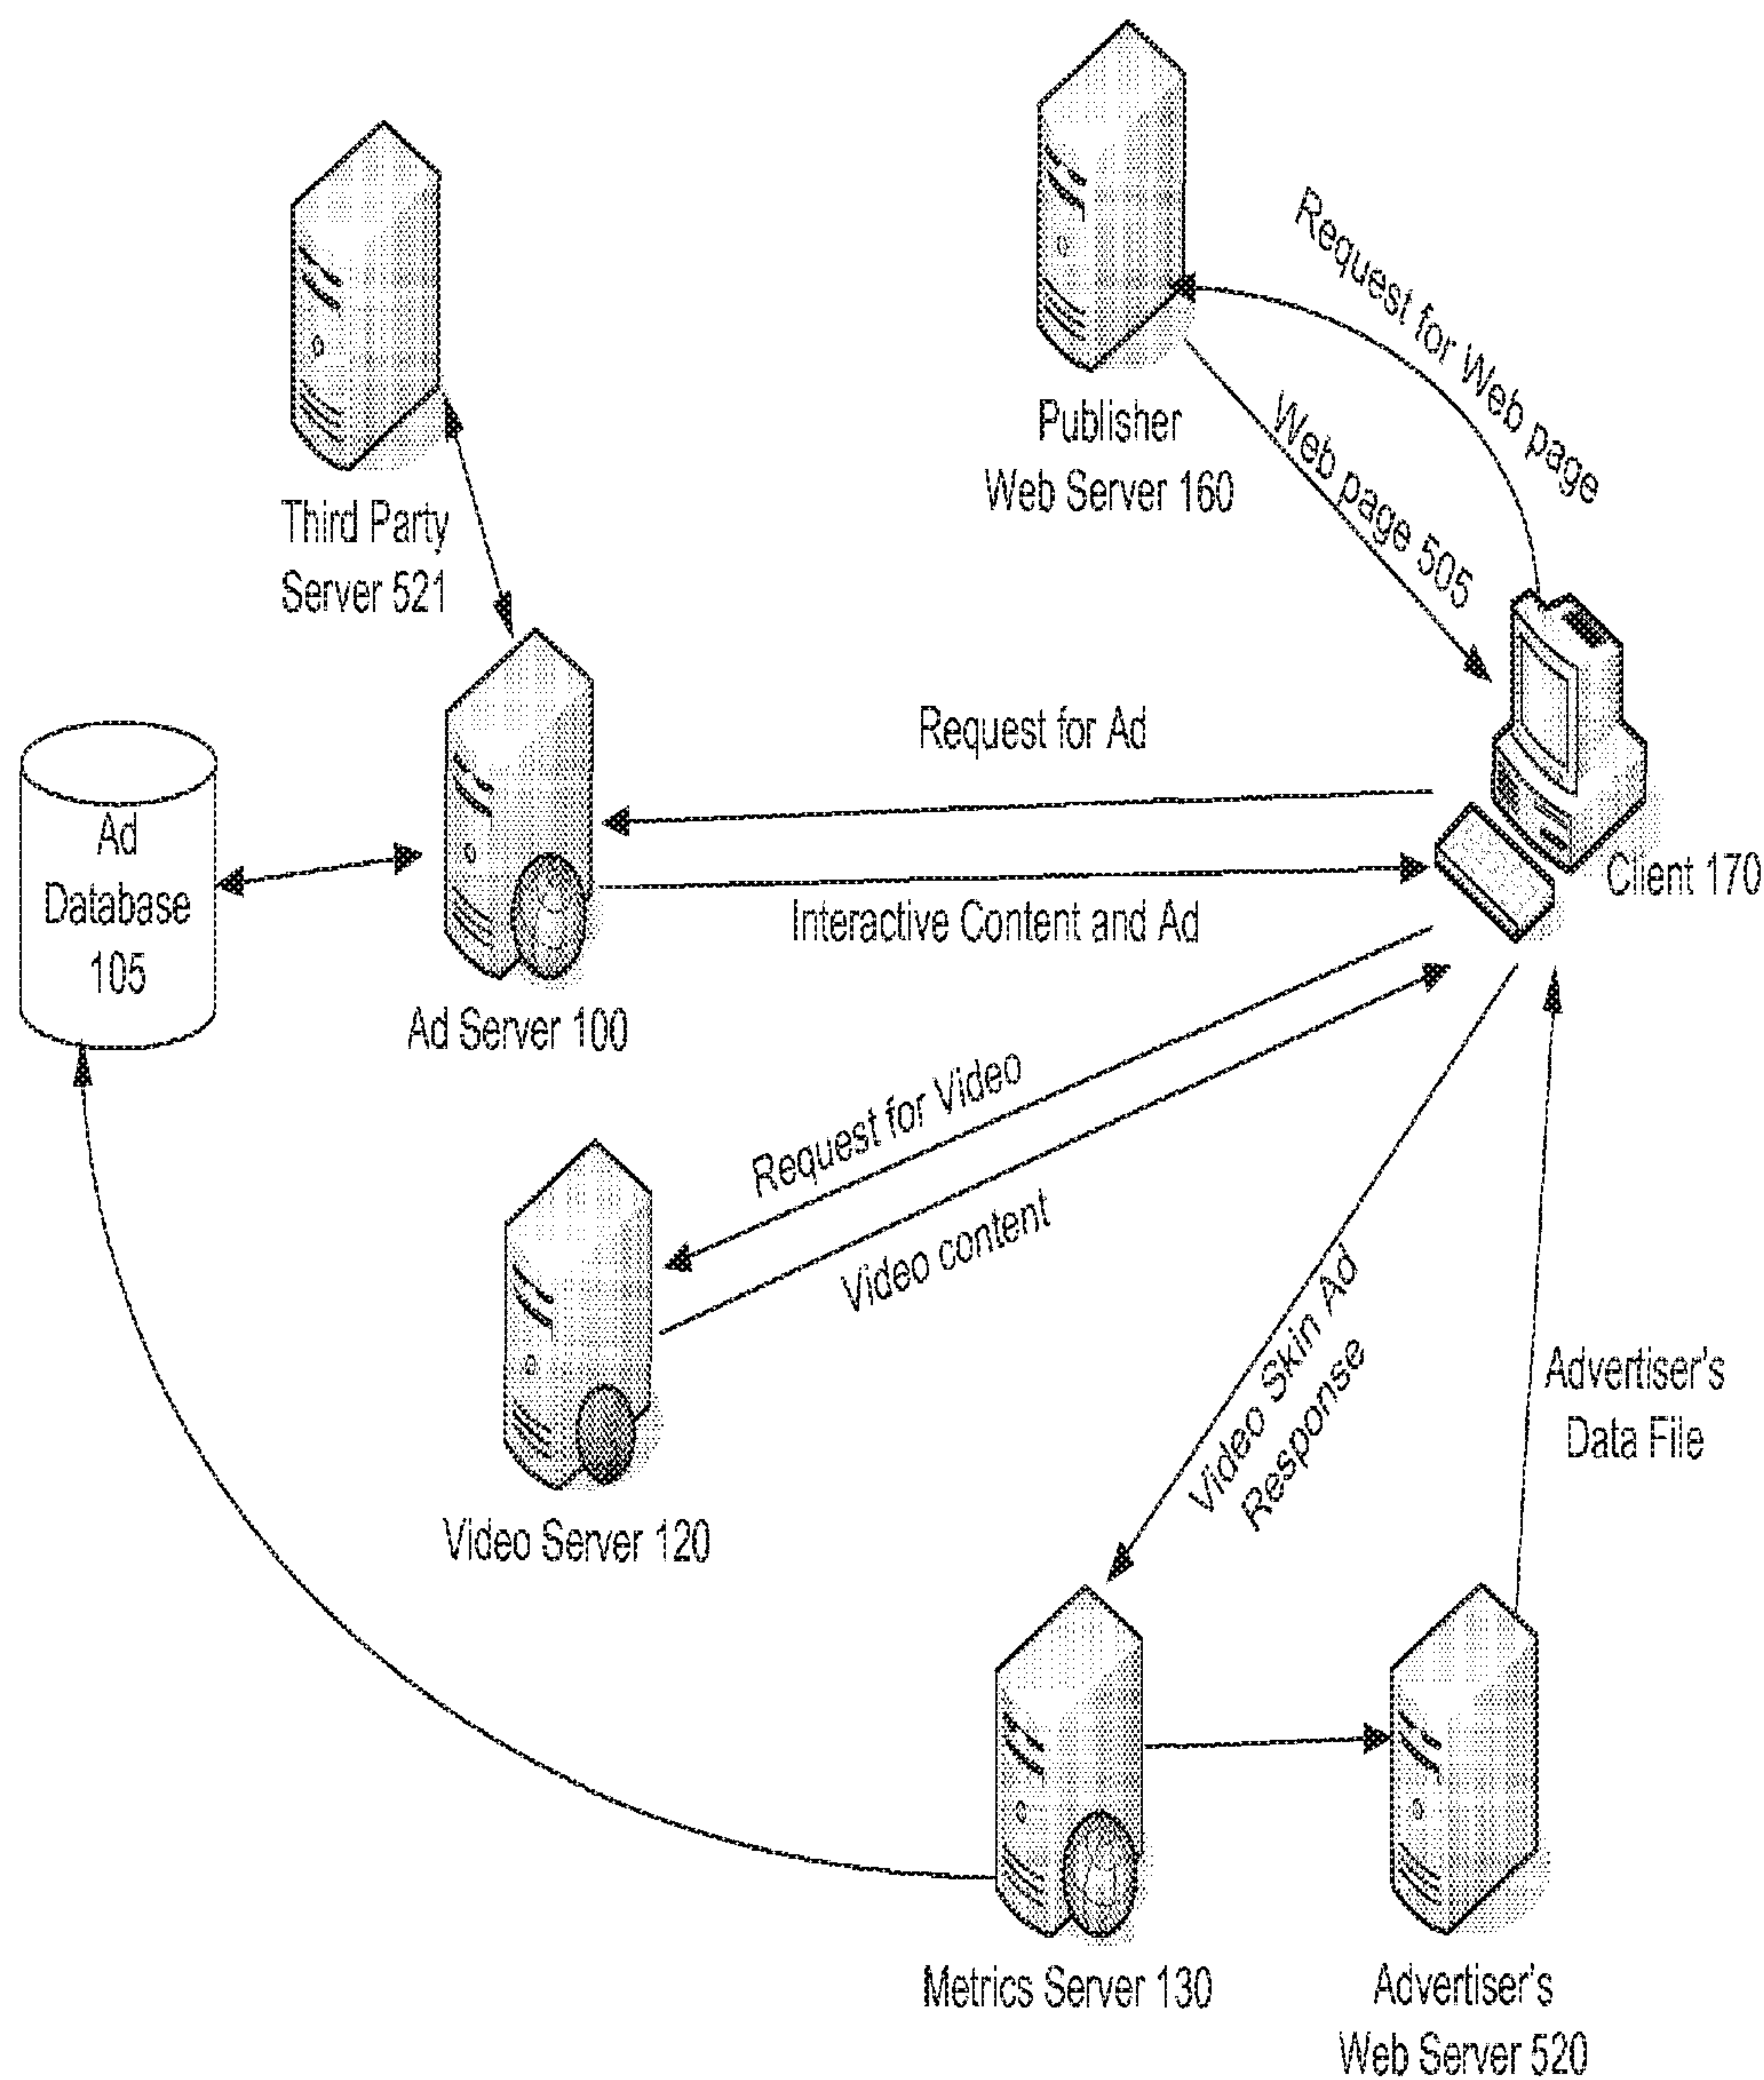 Request for Web page
Publisher
Web Server 160
Web page 505
Third Party
Server 521
Request for Ad
Ad
Database
105
Client 170
Interactive Content and Ad
Ad Server 100
Request for Video
Video content
Video Skin Ad
Response
Advertiser's
Data File
Video Server 120
Metrics Server 130
Advertiser's
Web Server 520